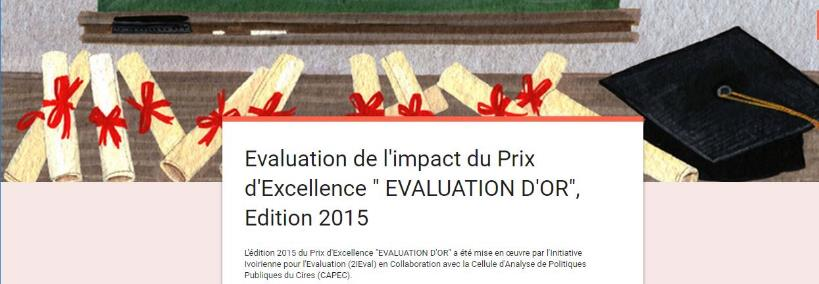 Evaluation de l'impact du Prix
d'Excellence " EVALUATION D'OR",
Edition 2015
L'édition 2015 du Prix d'Excellence "EVALUATION D'OR" a été mise en œuvre par l'Initiative
Ivoirienne pour l'Evaluation (2IEval) en Collaboration avec la Cellule d'Analyse de Politiques
Publiques du Cires (CAPEC).